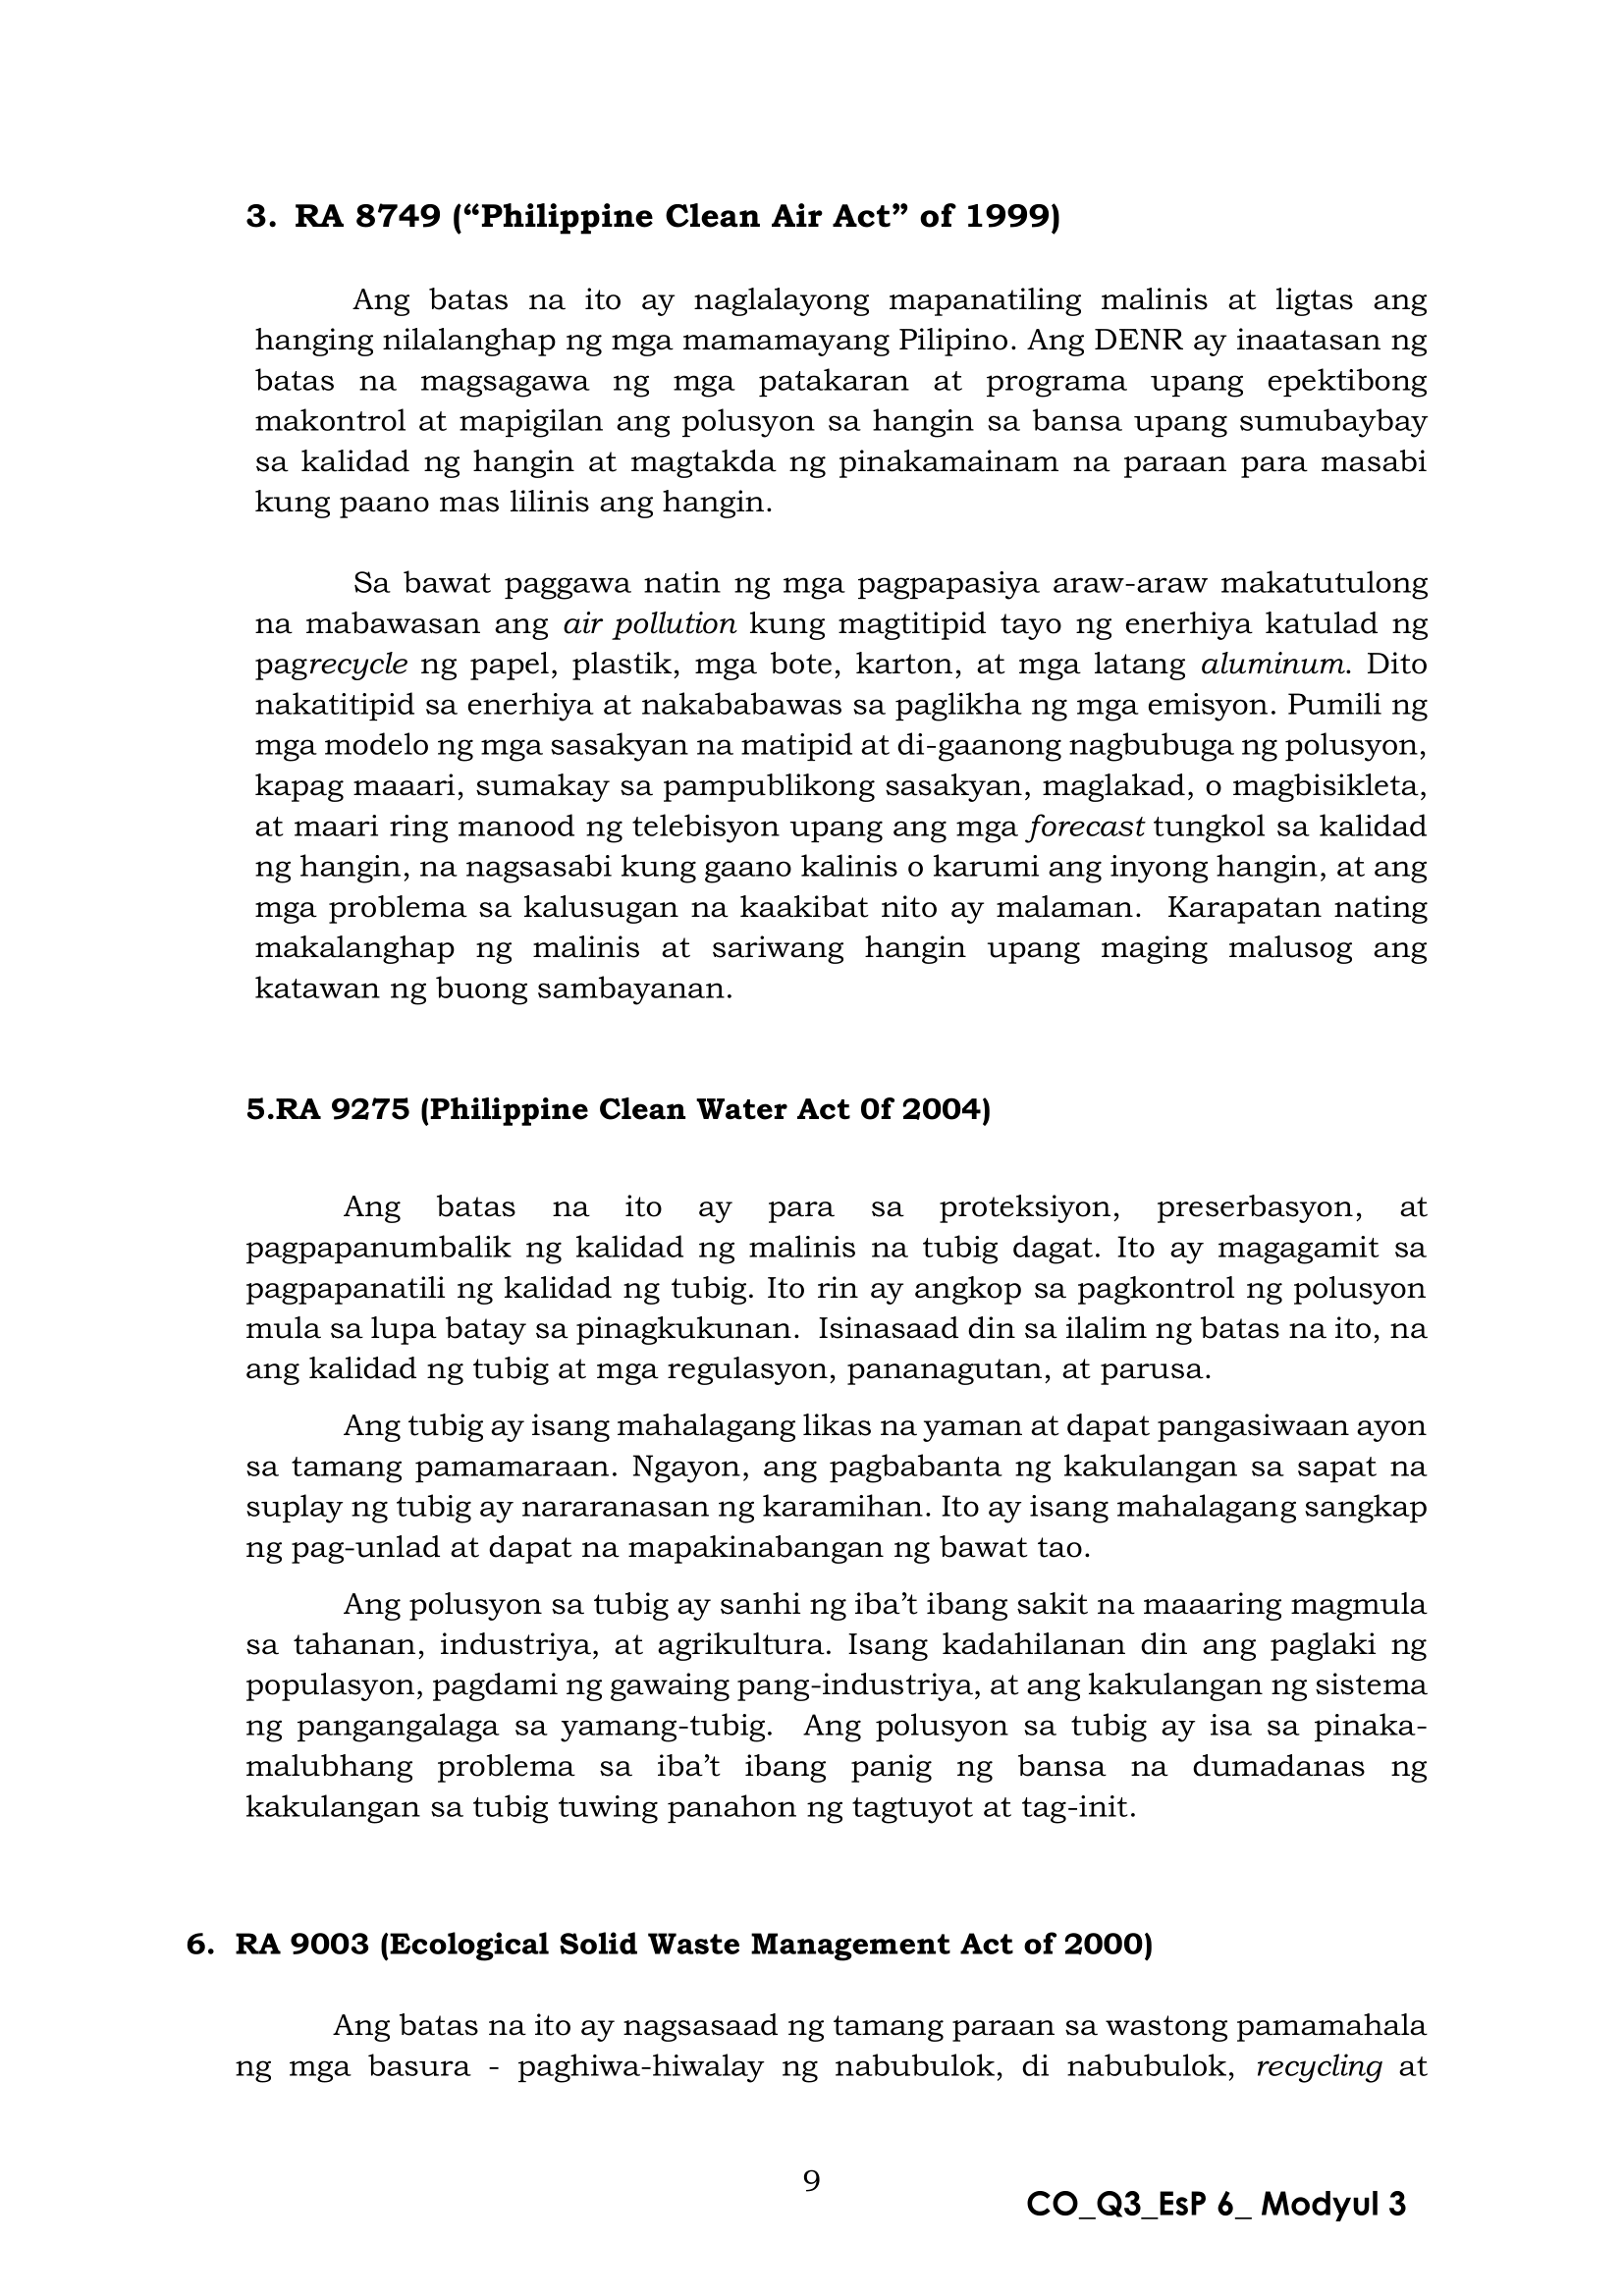 3. RA 8749 (“Philippine Clean Air Act” of 1999)
Ang batas na ito ay naglalayong mapanatiling malinis at ligtas ang
hanging nilalanghap ng mga mamamayang Pilipino. Ang DENR ay inaatasan ng
batas na magsagawa ng mga patakaran at programa upang epektibong
makontrol at mapigilan ang polusyon sa hangin sa bansa upang sumubaybay
sa kalidad ng hangin at magtakda ng pinakamainam na paraan para masabi
kung paano mas lilinis ang hangin.
Sa bawat paggawa natin ng mga pagpapasiya araw-araw makatutulong
na mabawasan ang air pollution kung magtitipid tayo ng enerhiya katulad ng
pagrecycle ng papel, plastik, mga bote, karton, at mga latang aluminum. Dito
nakatitipid sa enerhiya at nakababawas sa paglikha ng mga emisyon. Pumili ng
mga modelo ng mga sasakyan na matipid at di-gaanong nagbubuga ng polusyon,
kapag maaari, sumakay sa pampublikong sasakyan, maglakad, o magbisikleta,
at maari ring manood ng telebisyon upang ang mga forecast tungkol sa kalidad
ng hangin, na nagsasabi kung gaano kalinis o karumi ang inyong hangin, at ang
mga problema sa kalusugan na kaakibat nito ay malaman. Karapatan nating
makalanghap ng malinis at sariwang hangin upang maging malusog ang
katawan ng buong sambayanan.
5.RA 9275 (Philippine Clean Water Act 0f 2004)
Ang batas na ito ay para sa proteksiyon, preserbasyon, at
pagpapanumbalik ng kalidad ng malinis na tubig dagat. Ito ay magagamit sa
pagpapanatili ng kalidad ng tubig. Ito rin ay angkop sa pagkontrol ng polusyon
mula sa lupa batay sa pinagkukunan. Isinasaad din sa ilalim ng batas na ito, na
ang kalidad ng tubig at mga regulasyon, pananagutan, at parusa.
Ang tubig ay isang mahalagang likas na yaman at dapat pangasiwaan ayon
sa tamang pamamaraan. Ngayon, ang pagbabanta ng kakulangan sa sapat na
suplay ng tubig ay nararanasan ng karamihan. Ito ay isang mahalagang sangkap
ng pag-unlad at dapat na mapakinabangan ng bawat tao.
Ang polusyon sa tubig ay sanhi ng iba’t ibang sakit na maaaring magmula
sa tahanan, industriya, at agrikultura. Isang kadahilanan din ang paglaki ng
populasyon, pagdami ng gawaing pang-industriya, at ang kakulangan ng sistema
ng pangangalaga sa yamang-tubig. Ang polusyon sa tubig ay isa sa pinaka-
malubhang problema sa iba’t ibang panig ng bansa na dumadanas ng
kakulangan sa tubig tuwing panahon ng tagtuyot at tag-init.
6. RA 9003 (Ecological Solid Waste Management Act of 2000)
Ang batas na ito ay nagsasaad ng tamang paraan sa wastong pamamahala
ng mga basura - paghiwa-hiwalay ng nabubulok, di nabubulok, recycling at
9
CO_Q3_EsP 6_ Modyul 3